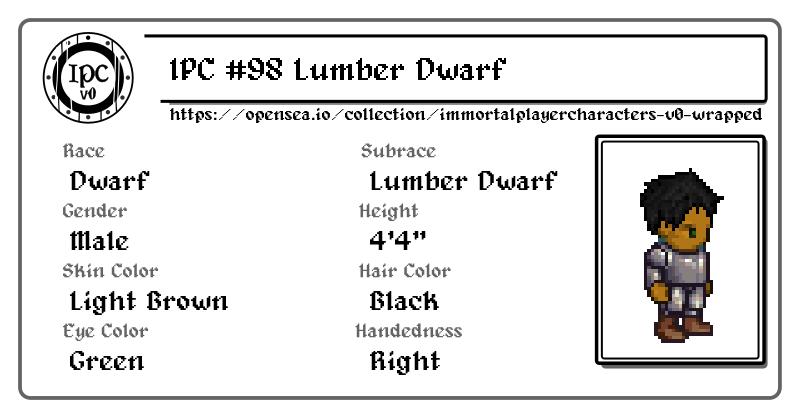 IPC v0
IPC #98 Lumber Dwarf
https://opensea.io/collection/immortalplayercharacters-v0-wrapped
Race
Subrace
Dwarf
Lumber Dwarf
Gender
Height
Male
4'4"
Skin Color
Hair Color
Light Brown
Black
Eye Color
Handedness
Green
Right